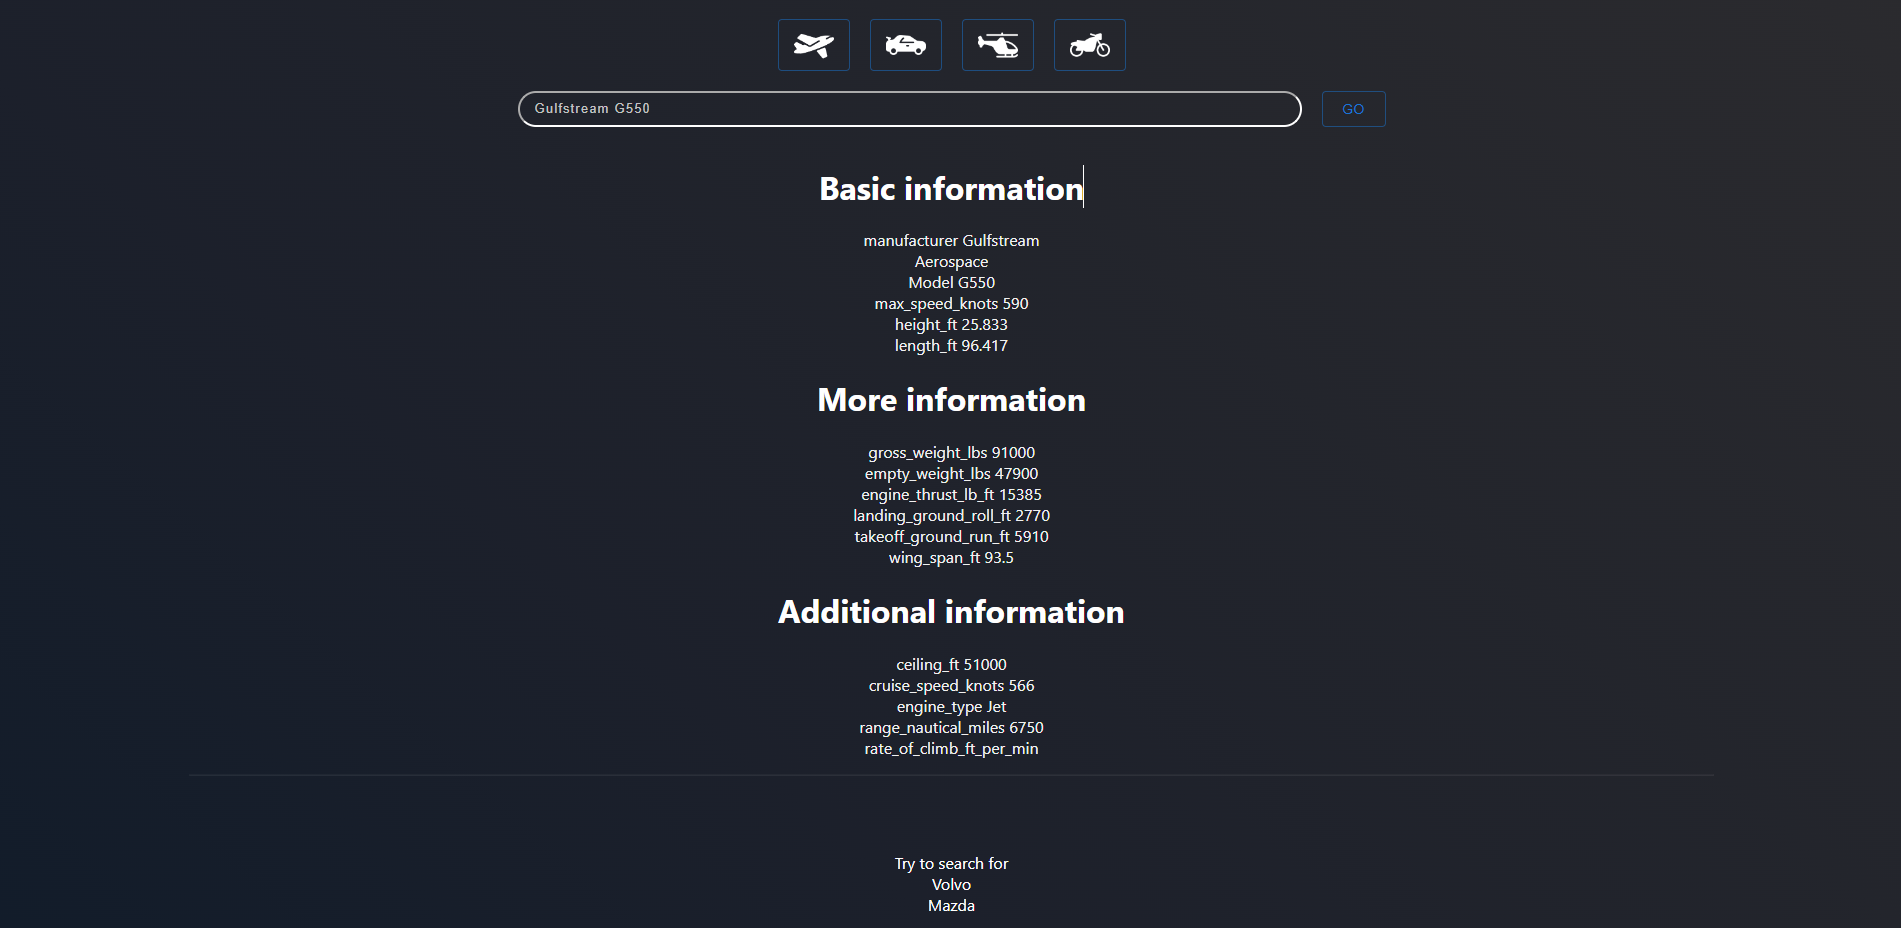 Gulfstream G550
GO
Basic information
manufacturer Gulfstream
Aerospace
Model G550
max_speed_knots 590
height_ft 25.833
length_ft 96.417
More information
gross_weight_lbs 91000
empty_weight_lbs 47900
engine_thrust_lb_ft 15385
landing_ground_roll_ft 2770
takeoff_ground_run_ft 5910
wing_span_ft 93.5
Additional information
ceiling_ft 51000
cruise_speed_knots 566
engine_type Jet
range_nautical_miles 6750
rate_of_climb_ft_per_min
Try to search for
Volvo
Mazda